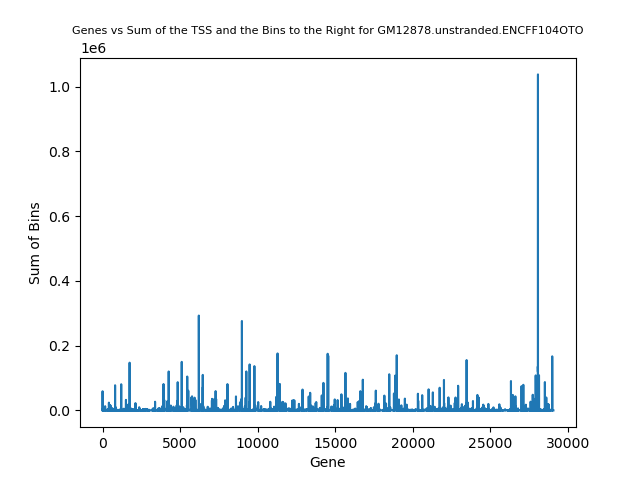 Genes vs Sum of the TSS and the Bins to the Right for GM12878.unstranded.ENCFF104OTO
1e6
1.0
0.8
0.6
0.4
0.2
0.0
Sum of Bins
0 5000 10000 15000 20000 25000 30000
Gene